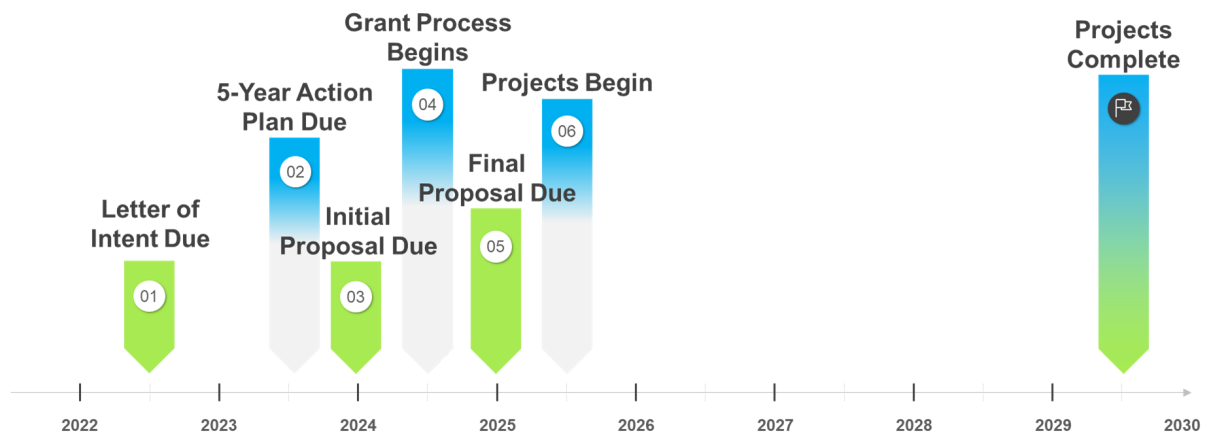 Grant Process
Begins
Projects
Complete
5-Year Action
Plan Due
Projects Begin
Letter of
Intent Due
Initial
Proposal Due
Final
Proposal Due
01
02
03
04
05
06
2022
2023
2024
2025
2026
2027
2028
2029
2030